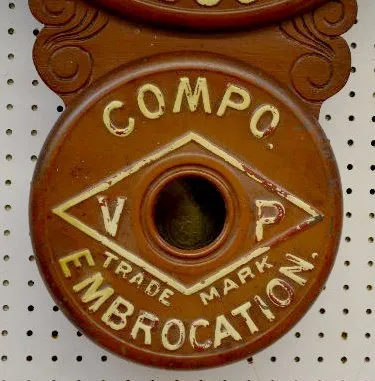 COMPO.
V P
TRADE MARK
EMBROCATION.